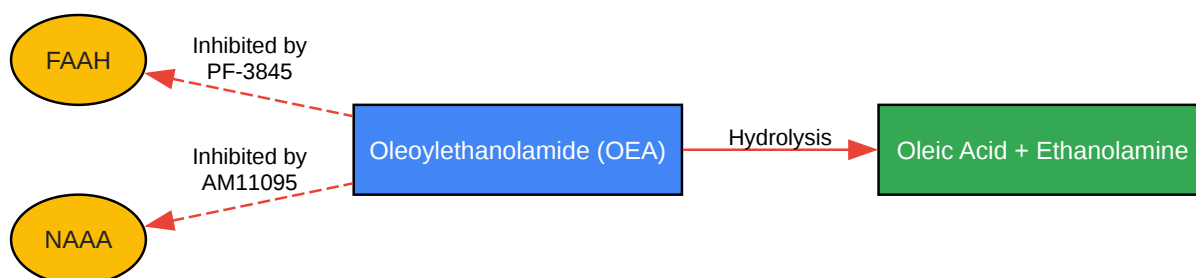 FAAH
Inhibited by
PF-3845
Oleoylethanolamide (OEA)
Hydrolysis
Oleic Acid + Ethanolamine
Inhibited by
AM11095
NAAA